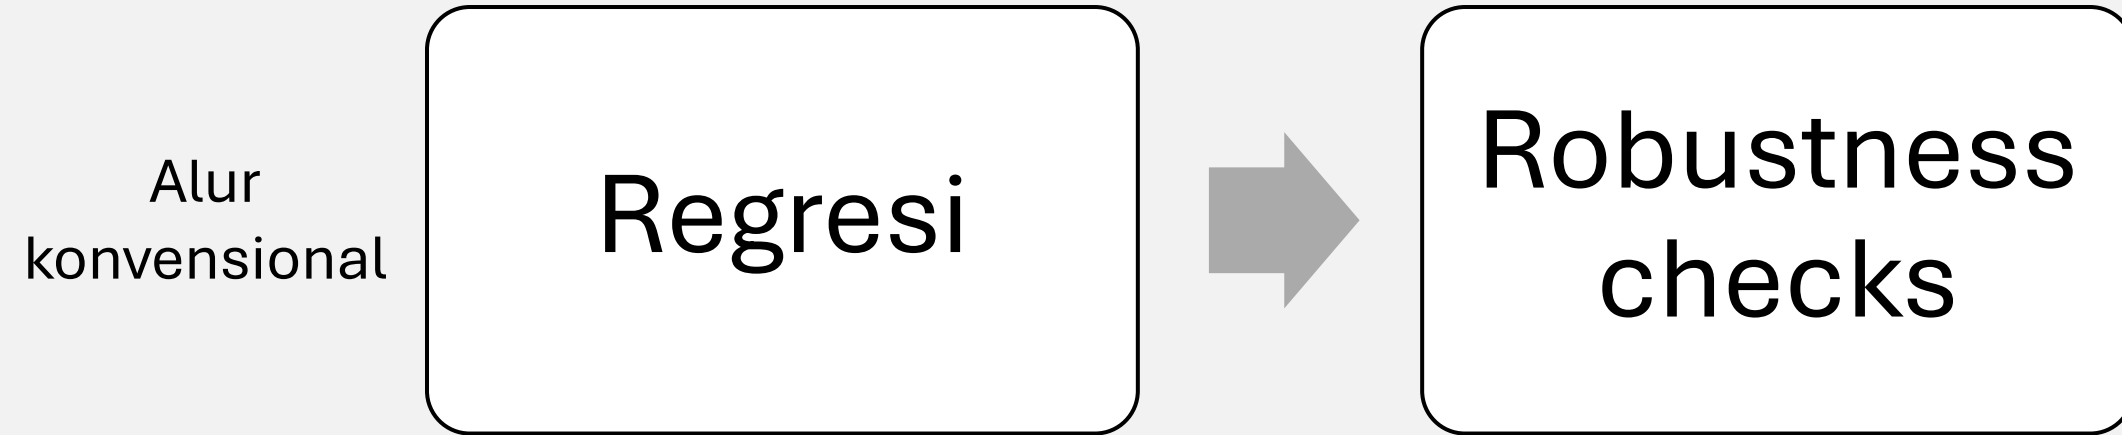 Alur
konvensional
Regresi
Robustness
checks